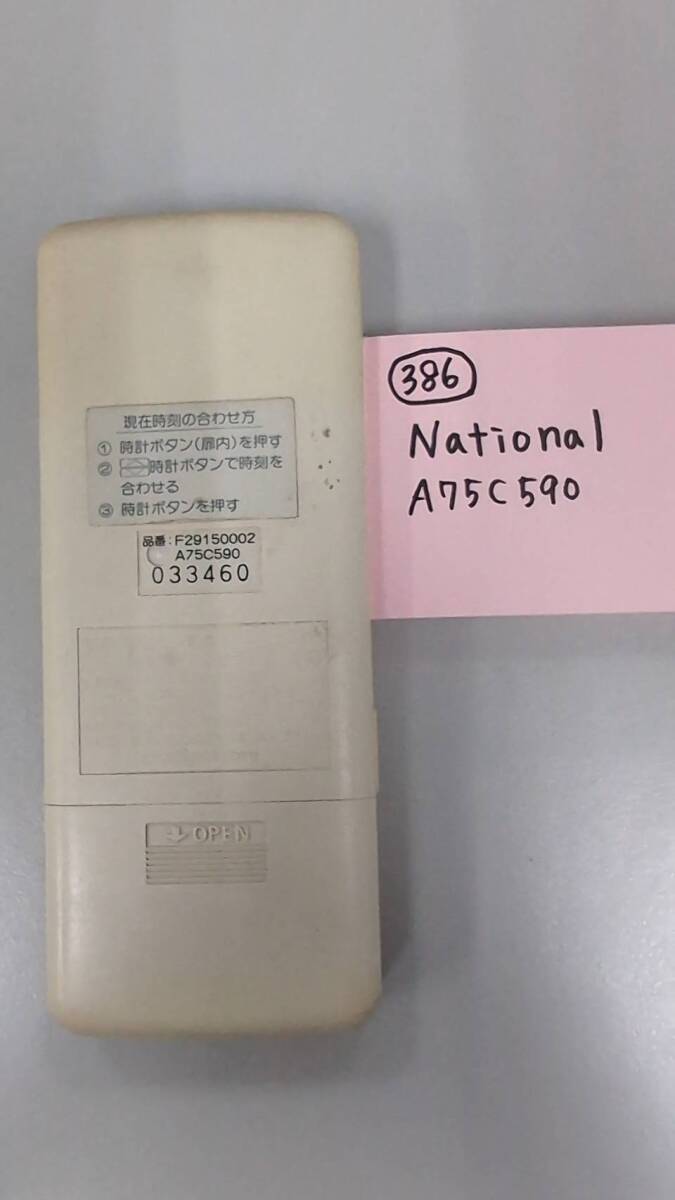 現在時刻の合わせ方
① 時計ボタン(扉内)を押す
② 時計ボタンで時刻を
合わせる
③ 時計ボタンを押す
品番:F29150002
A75C590
033460
OPEN
386
National
A75C590